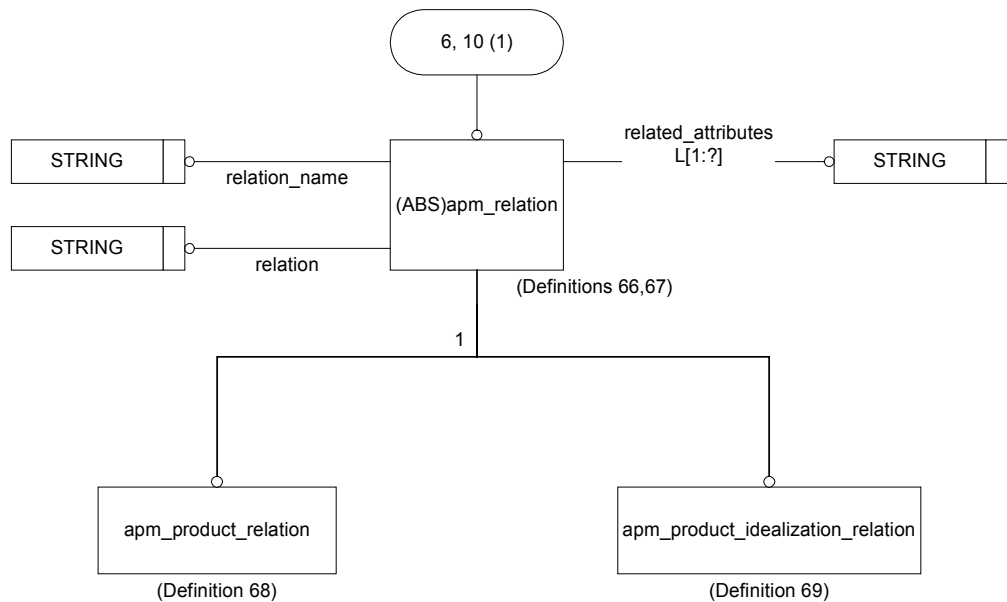 6, 10 (1)
related_attributes
L[1:?]
STRING
relation_name
(ABS)apm_relation
STRING
STRING
relation
(Definitions 66,67)
1
apm_product_relation
apm_product_idealization_relation
(Definition 68)
(Definition 69)